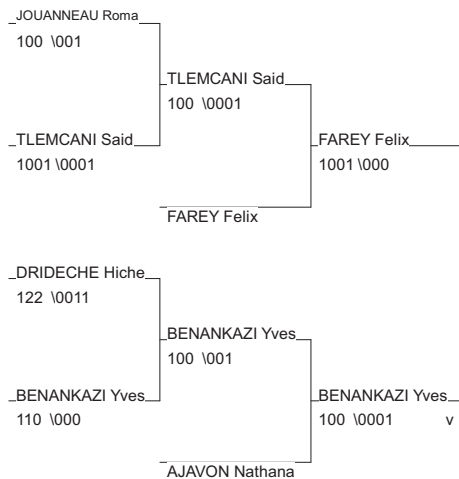 JOUANNEAU Roma
100 \001
TLEMCANI Said
100 \0001
TLEMCANI Said
1001 \0001
FAREY Felix
1001 \000
FAREY Felix
DRIDECHE Hiche
122 \0011
BENANKAZI Yves
100 \001
BENANKAZI Yves
110 \000
BENANKAZI Yves
100 \0001 v
AJAVON Nathana